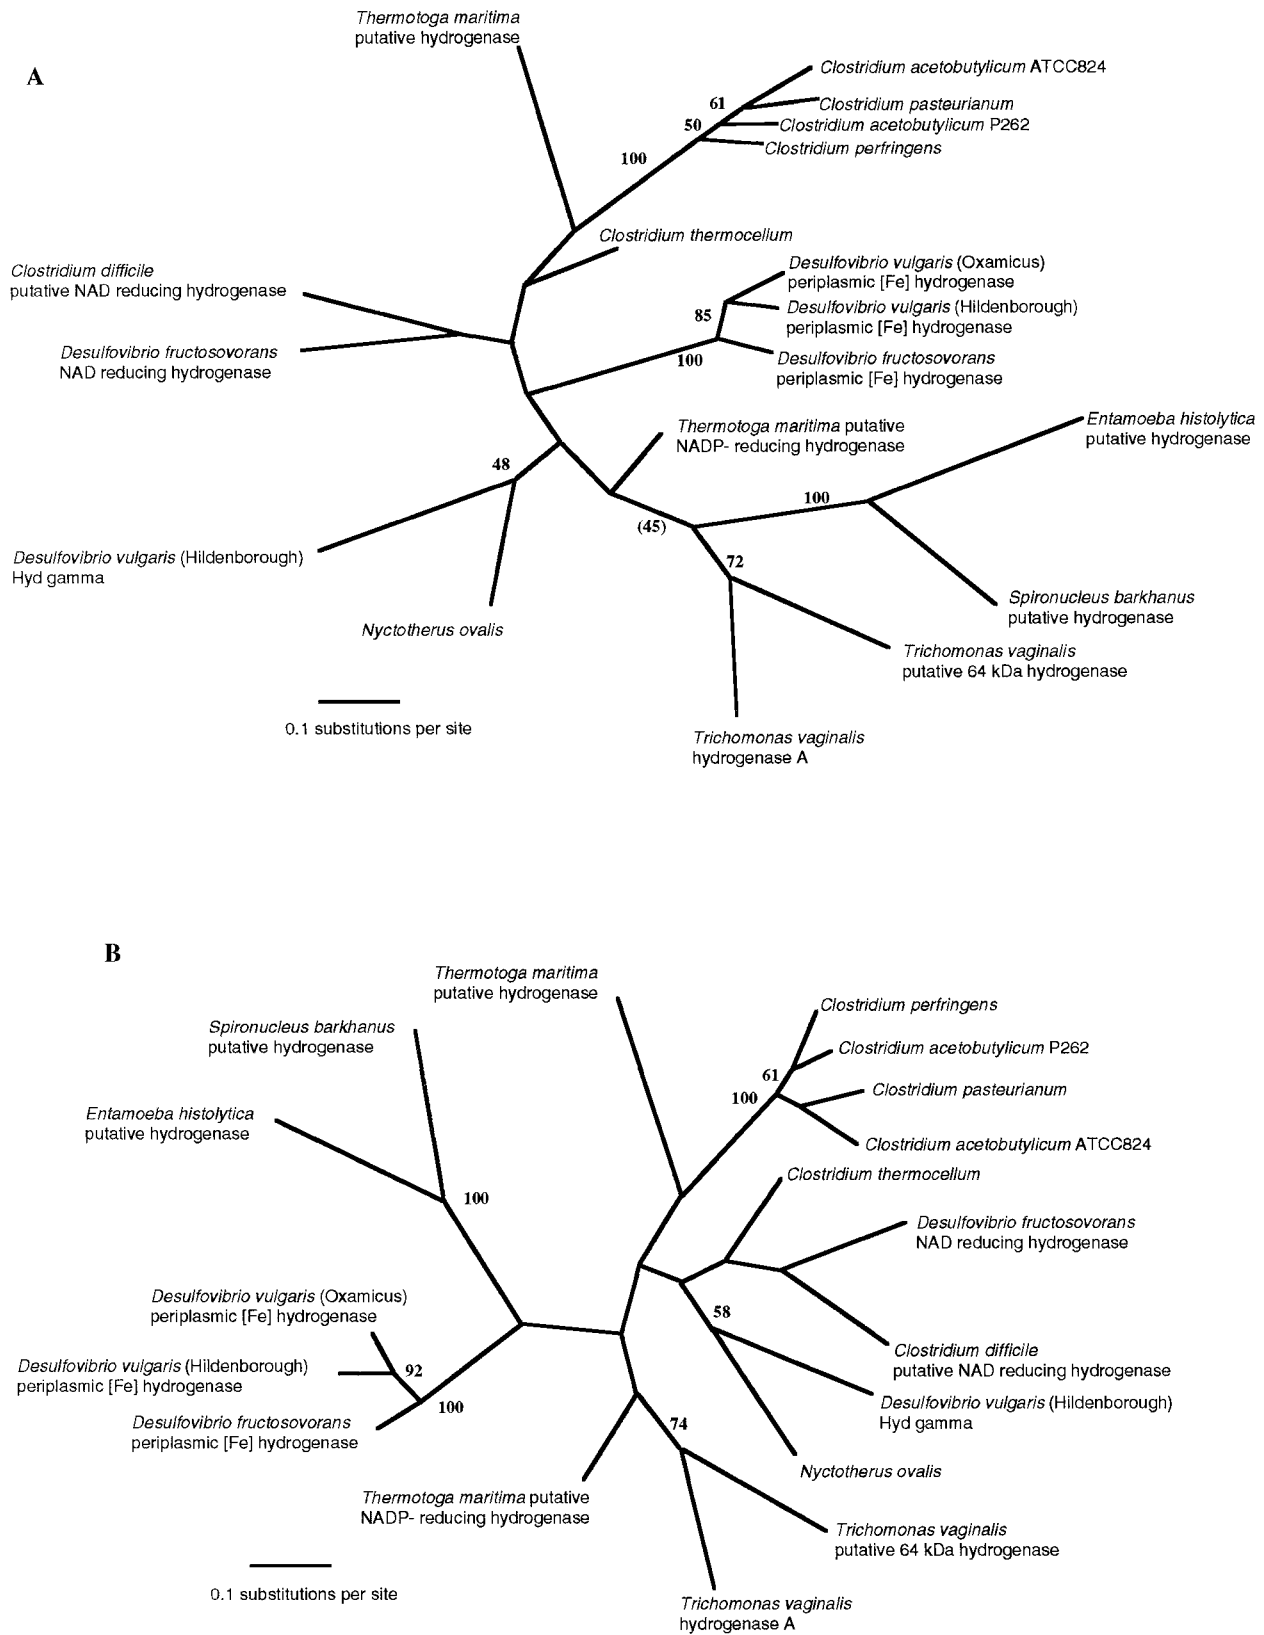 Thermotoga maritima
putative hydrogenase
A
Clostridium acetobutylicum ATCC824
61
Clostridium pasteurianum
50
Clostridium acetobutylicum P262
Clostridium perfringens
100
Clostridium thermocellum
Clostridium difficile
putative NAD reducing hydrogenase
Desulfovibrio vulgaris (Oxamicus)
periplasmic [Fe] hydrogenase
85
Desulfovibrio vulgaris (Hildenborough)
periplasmic [Fe] hydrogenase
Desulfovibrio fructosovorans
NAD reducing hydrogenase
100
Desulfovibrio fructosovorans
periplasmic [Fe] hydrogenase
Thermotoga maritima putative
NADP- reducing hydrogenase
Entamoeba histolytica
putative hydrogenase
48
100
(45)
Desulfovibrio vulgaris (Hildenborough)
Hyd gamma
72
Spironucleus barkhanus
putative hydrogenase
Nyctotherus ovalis
Trichomonas vaginalis
putative 64 kDa hydrogenase
0.1 substitutions per site
Trichomonas vaginalis
hydrogenase A
B
Thermotoga maritima
putative hydrogenase
Clostridium perfringens
Spironucleus barkhanus
putative hydrogenase
Clostridium acetobutylicum P262
61
100
Clostridium pasteurianum
Entamoeba histolytica
putative hydrogenase
Clostridium acetobutylicum ATCC824
Clostridium thermocellum
100
Desulfovibrio fructosovorans
NAD reducing hydrogenase
Desulfovibrio vulgaris (Oxamicus)
periplasmic [Fe] hydrogenase
58
Clostridium difficile
putative NAD reducing hydrogenase
Desulfovibrio vulgaris (Hildenborough)
periplasmic [Fe] hydrogenase
92
100
Desulfovibrio vulgaris (Hildenborough)
Hyd gamma
Desulfovibrio fructosovorans
periplasmic [Fe] hydrogenase
74
Nyctotherus ovalis
Thermotoga maritima putative
NADP- reducing hydrogenase
Trichomonas vaginalis
putative 64 kDa hydrogenase
0.1 substitutions per site
Trichomonas vaginalis
hydrogenase A